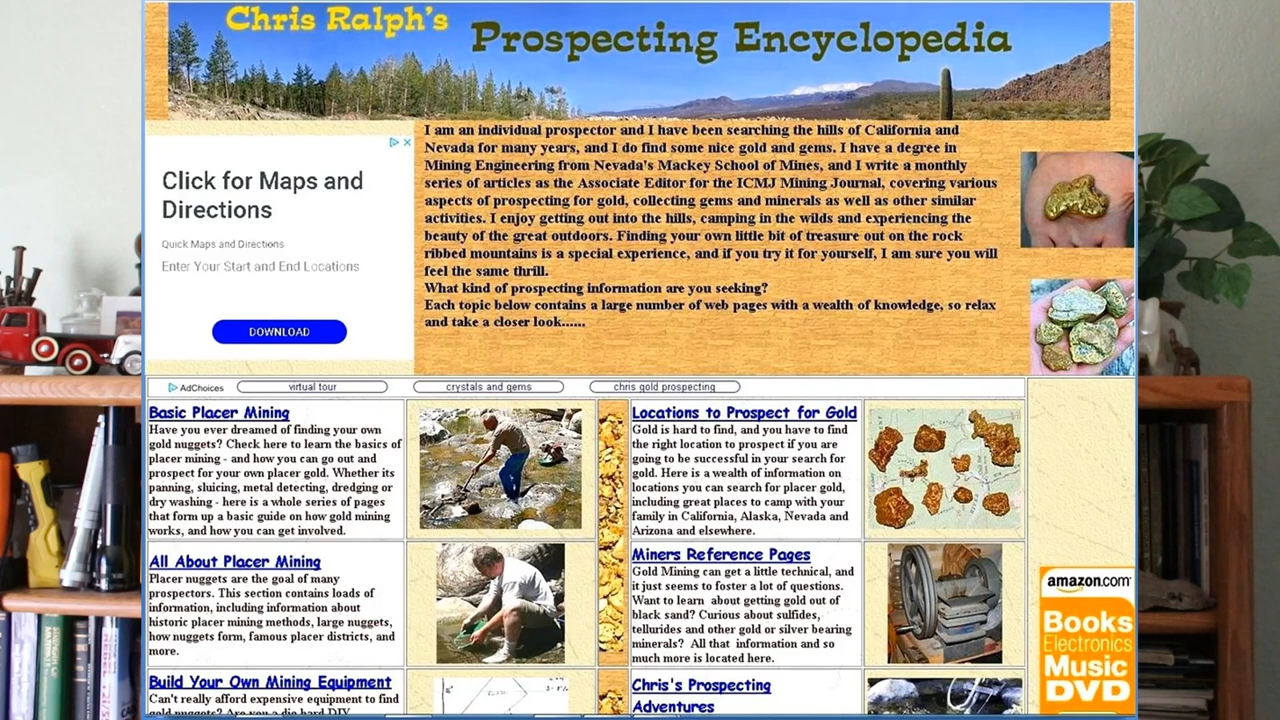 Chris Ralph's
Prospecting Encyclopedia
Click for Maps and
Directions
Quick Maps and Directions
Enter Your Start and End Locations
DOWNLOAD
I am an individual prospector and I have been searching the hills of California and
Nevada for many years, and I do find some nice gold and gems. I have a degree in
Mining Engineering from Nevada's Mackey School of Mines, and I write a monthly
series of articles as the Associate Editor for the ICMJ Mining Journal, covering various
aspects of prospecting for gold, collecting gems and minerals as well as other similar
activities. I enjoy getting out into the hills, camping in the wilds and experiencing the
beauty of the great outdoors. Finding your own little bit of treasure out on the rock
ribbed mountains is a special experience, and if you try it for yourself, I am sure you will
feel the same thrill.
What kind of prospecting information are you seeking?
Each topic below contains a large number of web pages with a wealth of knowledge, so relax
and take a closer look......
AdChoices
virtual tour
crystals and gems
chris gold prospecting
Basic Placer Mining
Have you ever dreamed of finding your own
gold nuggets? Check here to learn the basics of
placer mining - and how you can go out and
prospect for your own placer gold. Whether its
panning, sluicing, metal detecting, dredging or
dry washing - here is a whole series of pages
that form up a basic guide on how gold mining
works, and how you can get involved.
Locations to Prospect for Gold
Gold is hard to find, and you have to find
the right location to prospect if you are
going to be successful in your search for
gold. Here is a wealth of information on
locations you can search for placer gold,
including great places to camp with your
family in California, Alaska, Nevada and
Arizona and elsewhere.
All About Placer Mining
Placer nuggets are the goal of many
prospectors. This section contains loads of
information, including information about
historic placer mining methods, large nuggets,
how nuggets form, famous placer districts, and
more.
Miners Reference Pages
Gold Mining can get a little technical, and
it just seems to foster a lot of questions.
Want to learn about getting gold out of
black sand? Curious about sulfides,
tellurides and other gold or silver bearing
minerals? All that information and so
much more is located here.
Build Your Own Mining Equipment
Can't really afford expensive equipment to find
gold nuggets? Are you a die hard DIY
Chris's Prospecting
Adventures
amazon.com
Books
Electronics
Music
DVD